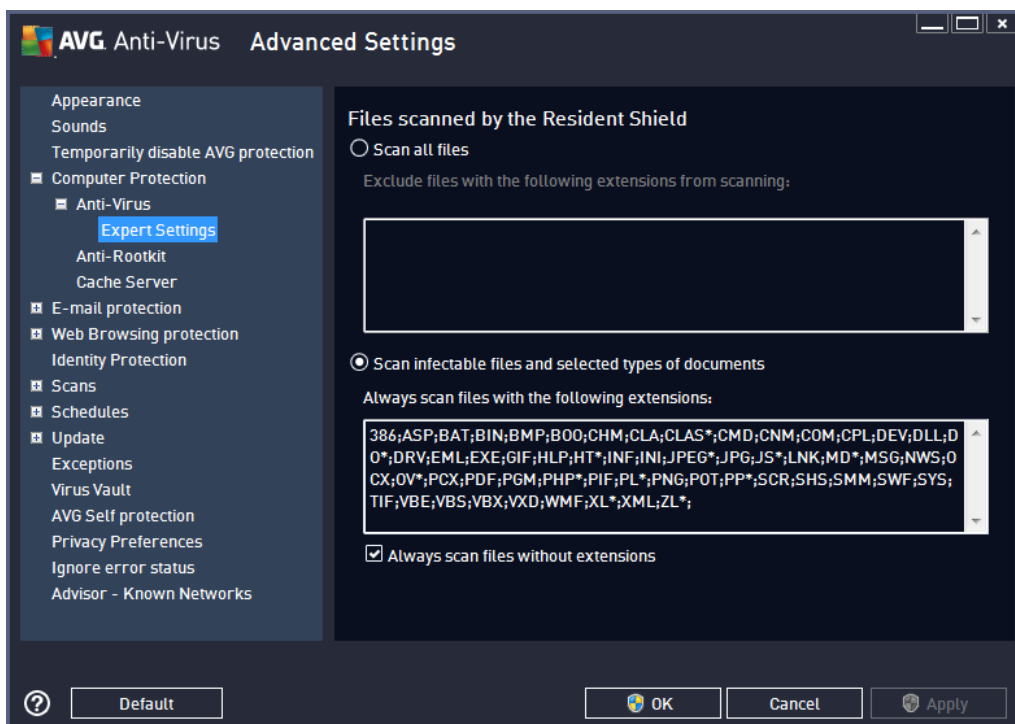 AVG Anti-Virus Advanced Settings
Appearance
Sounds
Temporarily disable AVG protection
Computer Protection
Anti-Virus
Expert Settings
Anti-Rootkit
Cache Server
E-mail protection
Web Browsing protection
Identity Protection
Scans
Schedules
Update
Exceptions
Virus Vault
AVG Self protection
Privacy Preferences
Ignore error status
Advisor - Known Networks
Files scanned by the Resident Shield
Scan all files
Exclude files with the following extensions from scanning:
Scan infectable files and selected types of documents
Always scan files with the following extensions:
386;ASP;BAT;BIN;BMP;BOO;CHM;CLA;CLAS*;CMD;CNM;COM;CPL;DEV;DLL;D
O*;DRV;EML;EXE;GIF;HLP;HT*;INF;INI;JPEG*;JPG;JS*;LNK;MD*;MSG;NWS;O
CX;OV*;PCX;PDF;PGM;PHP*;PIF;PL*;PNG;POT;PP*;SCR;SHS;SMM;SWF;SYS;
TIF;VBE;VBS;VBX;VXD;WMF;XL*;XML;ZL*;
Always scan files without extensions
? Default OK Cancel Apply